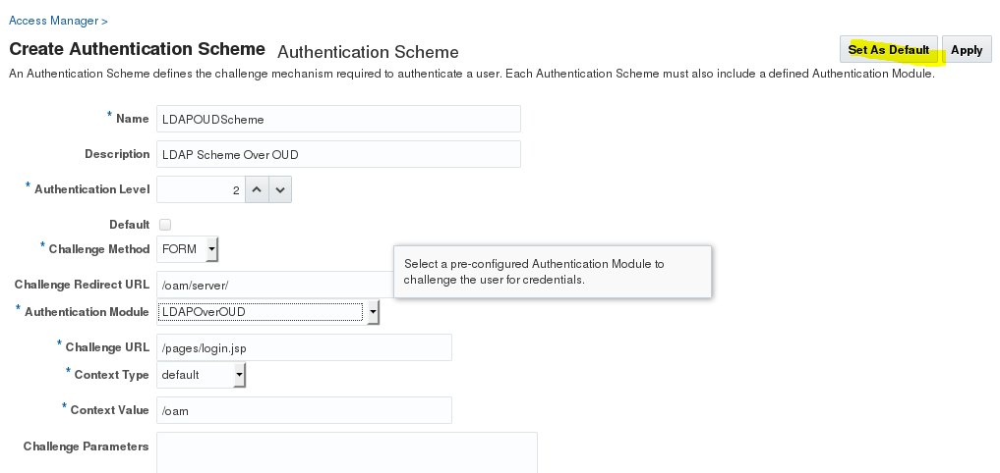 Access Manager >
Create Authentication Scheme Authentication Scheme
Set As Default Apply
An Authentication Scheme defines the challenge mechanism required to authenticate a user. Each Authentication Scheme must also include a defined Authentication Module.
* Name LDAPOUDScheme
Description LDAP Scheme Over OUD
* Authentication Level 2
Default
* Challenge Method FORM
Select a pre-configured Authentication Module to
challenge the user for credentials.
Challenge Redirect URL /oam/server/
* Authentication Module LDAPOverOUD
* Challenge URL /pages/login.jsp
* Context Type default
* Context Value /oam
Challenge Parameters